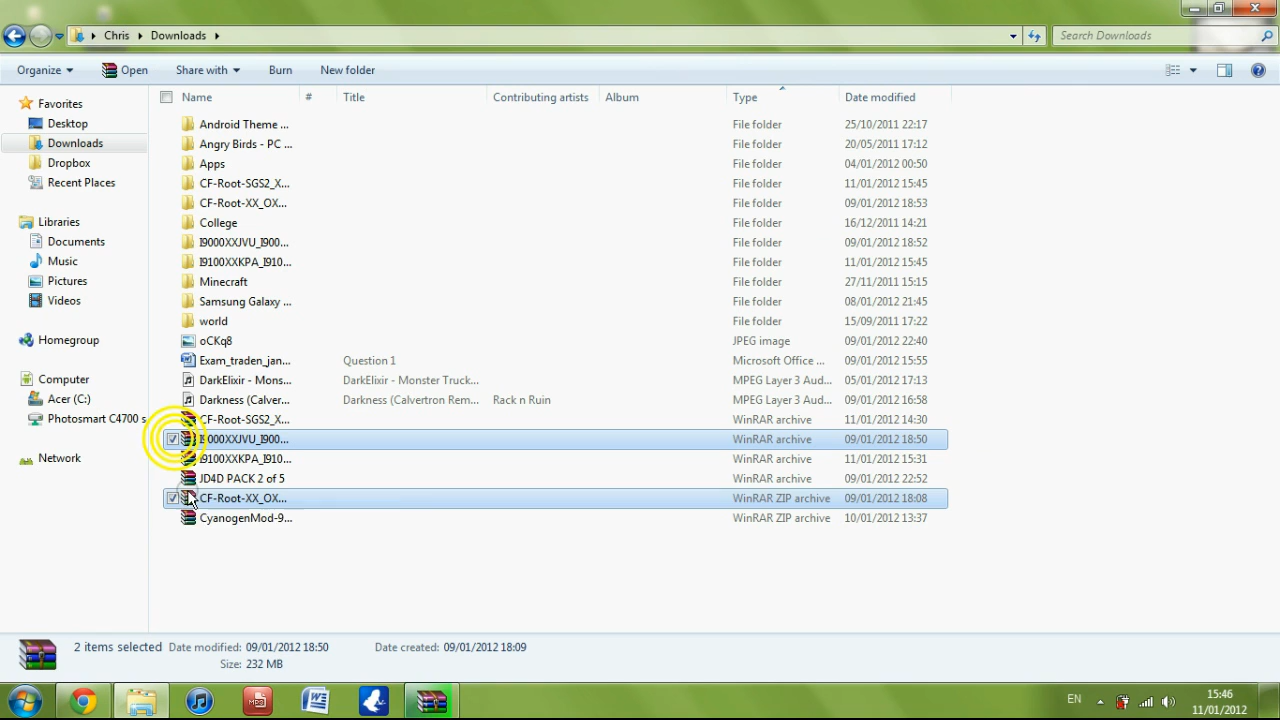 Chris Downloads
Search Downloads
Organize Open Share with Burn New folder
Name # Title Contributing artists Album Type Date modified
Favorites
Desktop
Downloads
Dropbox
Recent Places
Libraries
Documents
Music
Pictures
Videos
Homegroup
Computer
Acer (C:)
Photosmart C4700 s
Network
Android Theme ... File folder 25/10/2011 22:17
Angry Birds - PC ... File folder 20/05/2011 17:12
Apps File folder 04/01/2012 00:50
CF-Root-SGS2_X... File folder 11/01/2012 15:45
CF-Root-XX_OX... File folder 09/01/2012 18:53
College File folder 16/12/2011 14:21
I9000XXJVU_I900... File folder 09/01/2012 18:52
I9100XXKPA_I910... File folder 11/01/2012 15:45
Minecraft File folder 27/11/2011 15:15
Samsung Galaxy ... File folder 08/01/2012 21:45
world File folder 15/09/2011 17:22
oCKq8 JPEG image 09/01/2012 22:40
Exam_traden_jan... Question 1 Microsoft Office ... 09/01/2012 15:55
DarkElixir - Mons... DarkElixir - Monster Truck... MPEG Layer 3 Aud... 05/01/2012 17:13
Darkness (Calver... Darkness (Calvertron Rem... Rack n Ruin MPEG Layer 3 Aud... 09/01/2012 16:58
CF-Root-SGS2_X... WinRAR archive 11/01/2012 14:30
I9000XXJVU_I900... WinRAR archive 09/01/2012 18:50
I9100XXKPA_I910... WinRAR archive 11/01/2012 15:31
JD4D PACK 2 of 5 WinRAR archive 09/01/2012 22:52
CF-Root-XX_OX... WinRAR ZIP archive 09/01/2012 18:08
CyanogenMod-9... WinRAR ZIP archive 10/01/2012 13:37
2 items selected Date modified: 09/01/2012 18:50 Date created: 09/01/2012 18:09
Size: 232 MB
EN 15:46
11/01/2012